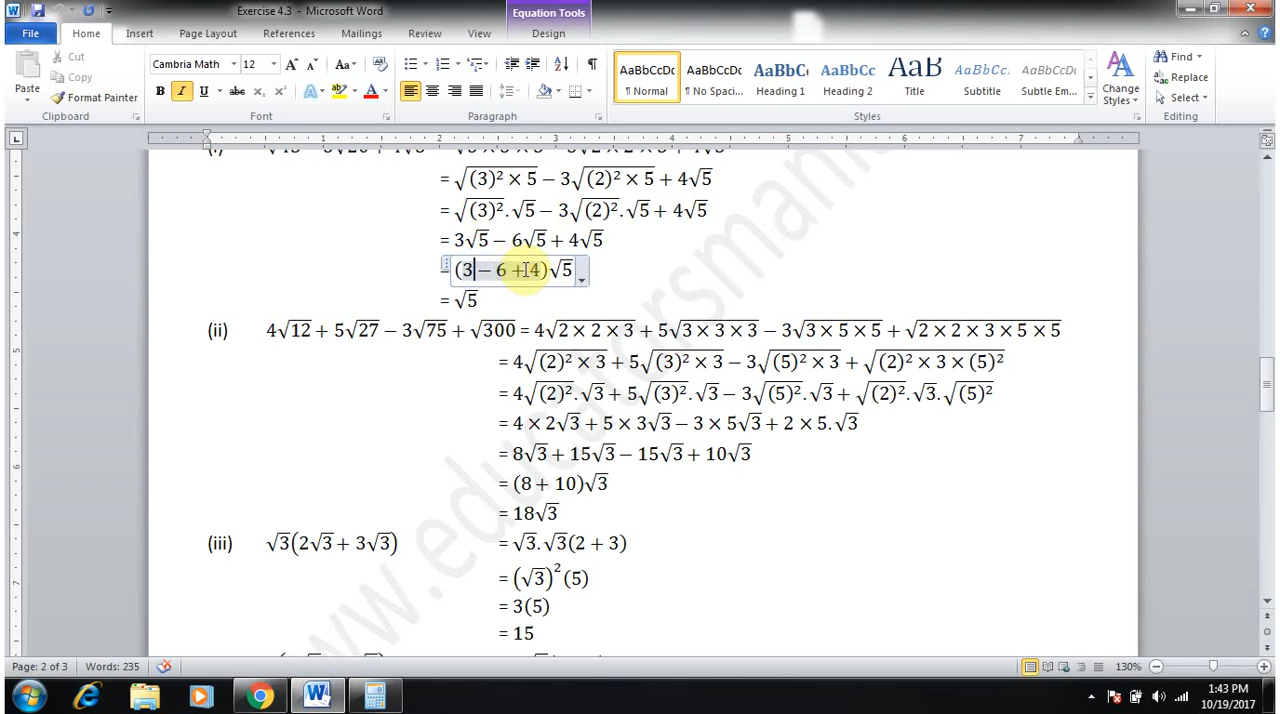 Exercise 4.3 - Microsoft Word
Equation Tools
File Home Insert Page Layout References Mailings Review View Design
Cut
Copy
Format Painter
Paste
Clipboard
Cambria Math 12
Font
Paragraph
AaBbCcDc AaBbCcDc AaBbCc AaBbCc AaB AaBbCcL AaBbCcDc
¶ Normal ¶ No Spaci... Heading 1 Heading 2 Title Subtitle Subtle Em...
Styles
Change Styles
Find
Replace
Select
Editing
1 2 3 4 5 6 7
= √((3)² × 5) − 3√((2)² × 5) + 4√5
= √(3)².√5 − 3√(2)².√5 + 4√5
= 3√5 − 6√5 + 4√5
= (3 − 6 + 4)√5
= √5
(ii) 4√12 + 5√27 − 3√75 + √300 = 4√(2 × 2 × 3) + 5√(3 × 3 × 3) − 3√(3 × 5 × 5) + √(2 × 2 × 3 × 5 × 5)
= 4√((2)² × 3) + 5√((3)² × 3) − 3√((5)² × 3) + √((2)² × 3 × (5)²)
= 4√(2)².√3 + 5√(3)².√3 − 3√(5)².√3 + √(2)².√3.√(5)²
= 4 × 2√3 + 5 × 3√3 − 3 × 5√3 + 2 × 5.√3
= 8√3 + 15√3 − 15√3 + 10√3
= (8 + 10)√3
= 18√3
(iii) √3(2√3 + 3√3) = √3.√3(2 + 3)
= (√3)²(5)
= 3(5)
= 15
www.educatorsmania
Page: 2 of 3 Words: 235 130%
1:43 PM
10/19/2017